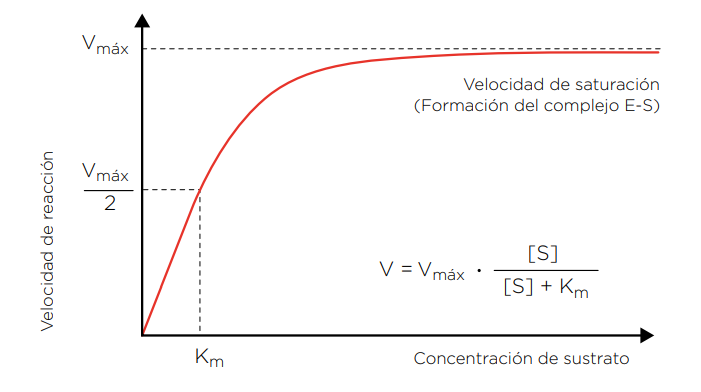 Vmáx
Velocidad de saturación
(Formación del complejo E-S)
Vmáx
2
Velocidad de reacción
V = Vmáx · [S]
[S] + Km
Km
Concentración de sustrato